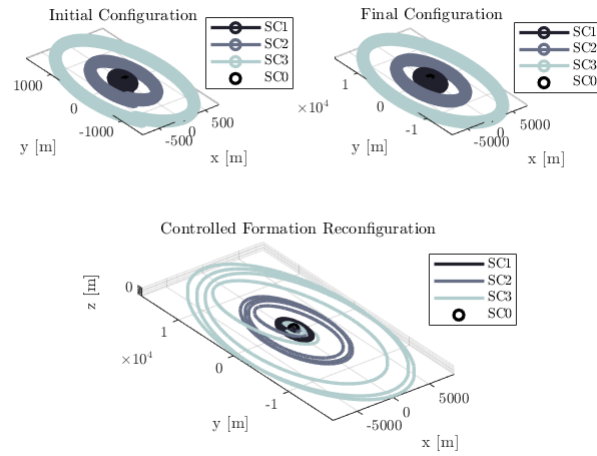 Initial Configuration
SC1
SC2
SC3
SC0
1000
0
-1000
y [m]
500
0
-500
x [m]
Final Configuration
SC1
SC2
SC3
SC0
1
0
-1
×10⁴
y [m]
5000
0
-5000
x [m]
Controlled Formation Reconfiguration
SC1
SC2
SC3
SC0
z [m]
0
1
×10⁴
0
-1
y [m]
5000
0
-5000
x [m]